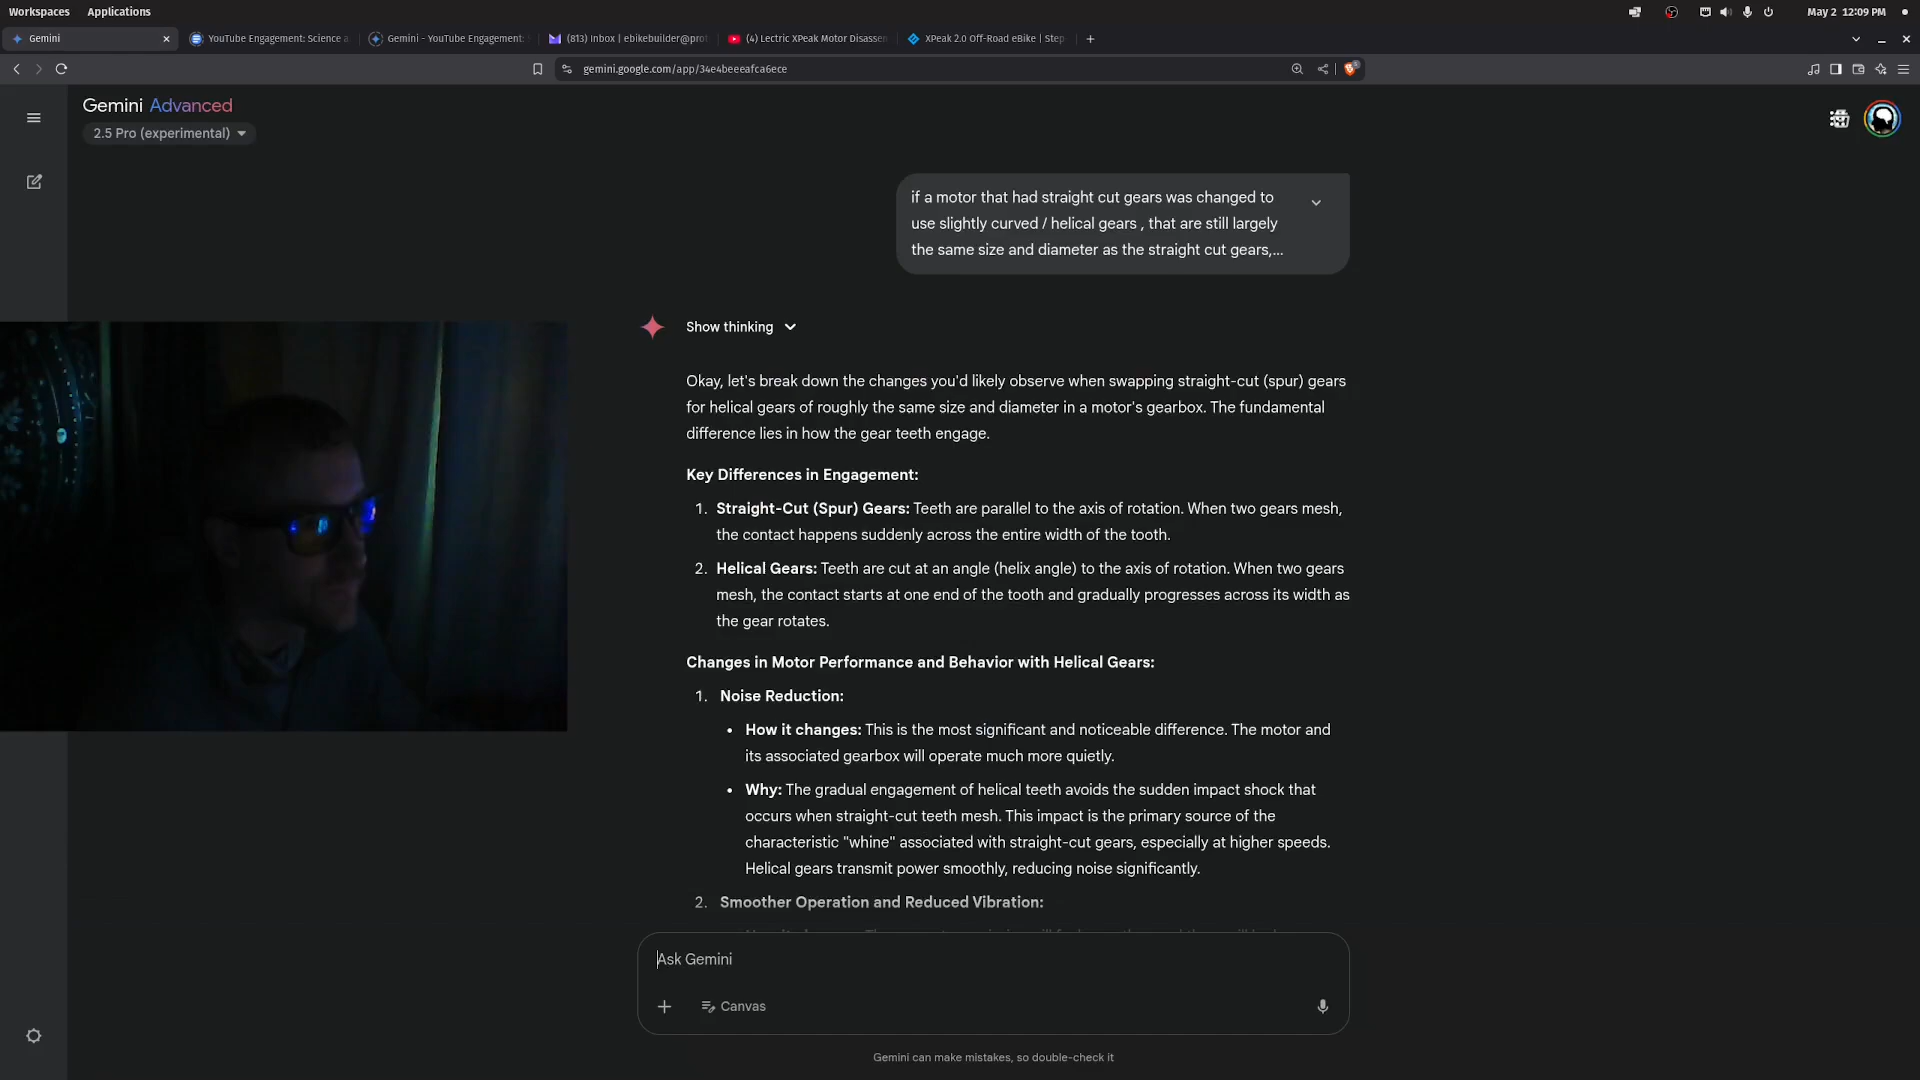 Workspaces Applications May 2 12:09 PM
Gemini YouTube Engagement: Science a Gemini - YouTube Engagement: (813) Inbox | ebikebuilder@prot (4) Lectric XPeak Motor Disassem XPeak 2.0 Off-Road eBike | Step
gemini.google.com/app/34e4beeeafca6ece
Gemini Advanced
2.5 Pro (experimental)
if a motor that had straight cut gears was changed to
use slightly curved / helical gears , that are still largely
the same size and diameter as the straight cut gears,...
Show thinking
Okay, let's break down the changes you'd likely observe when swapping straight-cut (spur) gears
for helical gears of roughly the same size and diameter in a motor's gearbox. The fundamental
difference lies in how the gear teeth engage.
Key Differences in Engagement:
1. Straight-Cut (Spur) Gears: Teeth are parallel to the axis of rotation. When two gears mesh,
the contact happens suddenly across the entire width of the tooth.
2. Helical Gears: Teeth are cut at an angle (helix angle) to the axis of rotation. When two gears
mesh, the contact starts at one end of the tooth and gradually progresses across its width as
the gear rotates.
Changes in Motor Performance and Behavior with Helical Gears:
1. Noise Reduction:
• How it changes: This is the most significant and noticeable difference. The motor and
its associated gearbox will operate much more quietly.
• Why: The gradual engagement of helical teeth avoids the sudden impact shock that
occurs when straight-cut teeth mesh. This impact is the primary source of the
characteristic "whine" associated with straight-cut gears, especially at higher speeds.
Helical gears transmit power smoothly, reducing noise significantly.
2. Smoother Operation and Reduced Vibration:
Ask Gemini
Canvas
Gemini can make mistakes, so double-check it